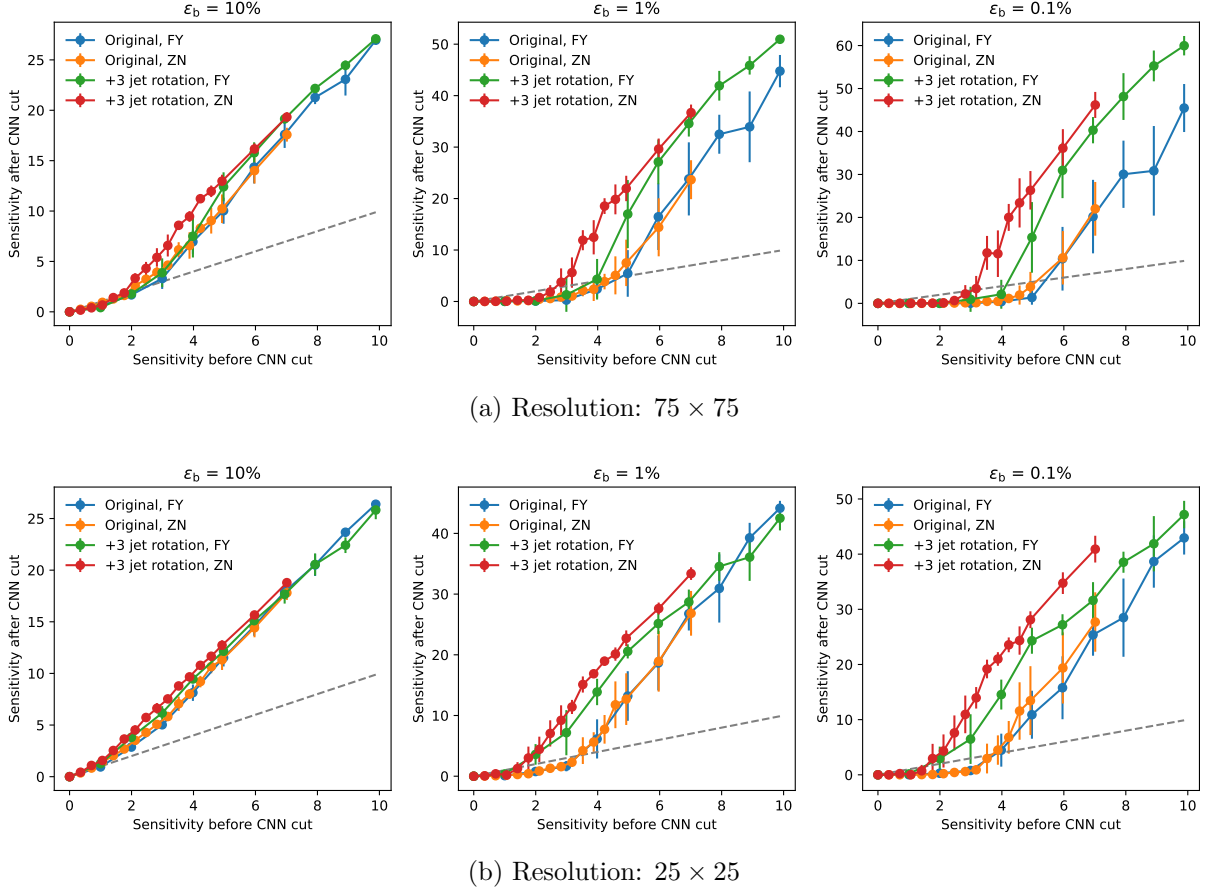 εb = 10%
Original, FY
Original, ZN
+3 jet rotation, FY
+3 jet rotation, ZN
Sensitivity after CNN cut
25
20
15
10
5
0
0 2 4 6 8 10
Sensitivity before CNN cut
εb = 1%
Original, FY
Original, ZN
+3 jet rotation, FY
+3 jet rotation, ZN
Sensitivity after CNN cut
50
40
30
20
10
0
0 2 4 6 8 10
Sensitivity before CNN cut
εb = 0.1%
Original, FY
Original, ZN
+3 jet rotation, FY
+3 jet rotation, ZN
Sensitivity after CNN cut
60
50
40
30
20
10
0
0 2 4 6 8 10
Sensitivity before CNN cut
(a) Resolution: 75 × 75
εb = 10%
Original, FY
Original, ZN
+3 jet rotation, FY
+3 jet rotation, ZN
Sensitivity after CNN cut
25
20
15
10
5
0
0 2 4 6 8 10
Sensitivity before CNN cut
εb = 1%
Original, FY
Original, ZN
+3 jet rotation, FY
+3 jet rotation, ZN
Sensitivity after CNN cut
40
30
20
10
0
0 2 4 6 8 10
Sensitivity before CNN cut
εb = 0.1%
Original, FY
Original, ZN
+3 jet rotation, FY
+3 jet rotation, ZN
Sensitivity after CNN cut
50
40
30
20
10
0
0 2 4 6 8 10
Sensitivity before CNN cut
(b) Resolution: 25 × 25